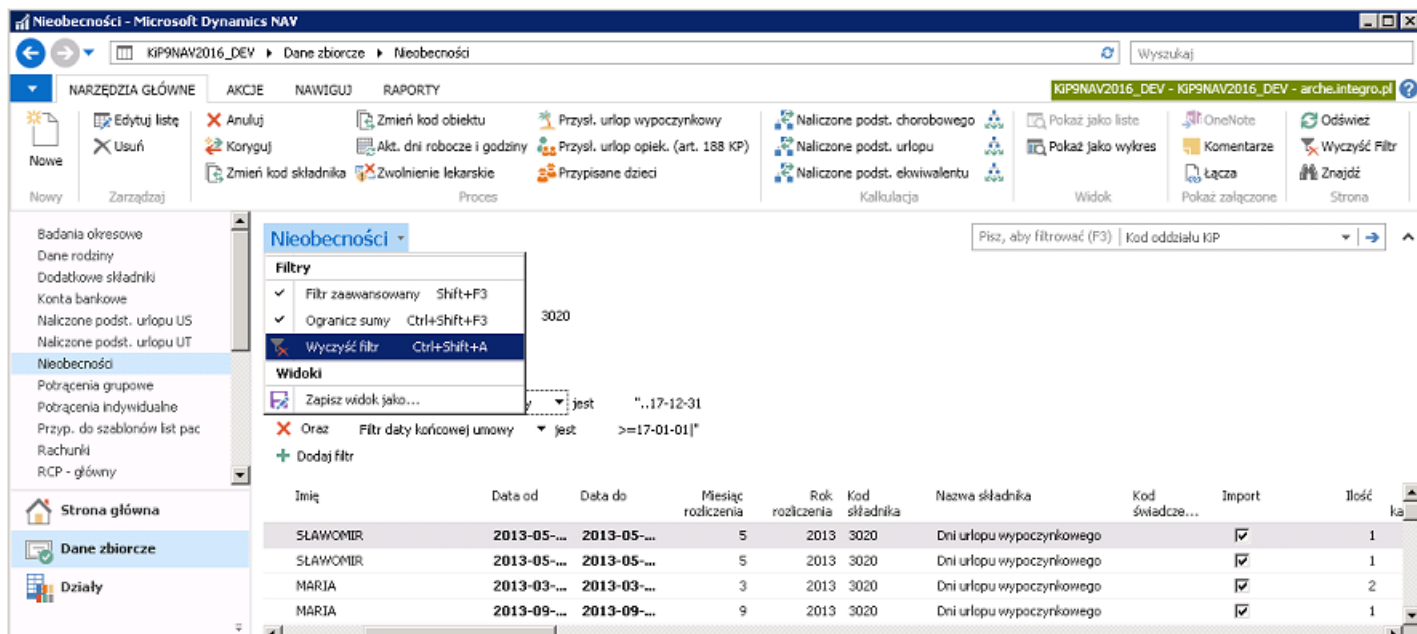 Nieobecności - Microsoft Dynamics NAV
KiP9NAV2016_DEV Dane zbiorcze Nieobecności Wyszukaj
NARZĘDZIA GŁÓWNE AKCJE NAWIGUJ RAPORTY KiP9NAV2016_DEV - KiP9NAV2016_DEV - arche.integro.pl
Nowe
Nowy
Edytuj listę
Usuń
Zarządzaj
Anuluj
Koryguj
Zmień kod składnika
Zmień kod obiektu
Akt. dni robocze i godziny
Zwolnienie lekarskie
Przysł. urlop wypoczynkowy
Przysł. urlop opiek. (art. 188 KP)
Przypisane dzieci
Proces
Naliczone podst. chorobowego
Naliczone podst. urlopu
Naliczone podst. ekwiwalentu
Kalkulacja
Pokaż jako liste
Pokaż jako wykres
Widok
OneNote
Komentarze
Łącza
Pokaż załączone
Odśwież
Wyczyść Filtr
Znajdź
Strona
Badania okresowe
Dane rodziny
Dodatkowe składniki
Konta bankowe
Naliczone podst. urlopu US
Naliczone podst. urlopu UT
Nieobecności
Potrącenia grupowe
Potrącenia indywidualne
Przyp. do szablonów list pac
Rachunki
RCP - główny
Strona główna
Dane zbiorcze
Działy
Nieobecności
Pisz, aby filtrować (F3) Kod oddziału KiP
Filtry
Filtr zaawansowany Shift+F3
Ogranicz sumy Ctrl+Shift+F3
Wyczyść filtr Ctrl+Shift+A
Widoki
Zapisz widok jako...
3020
y jest "..17-12-31
Oraz Filtr daty końcowej umowy jest >=17-01-01|"
Dodaj filtr
Imię Data od Data do Miesiąc rozliczenia Rok rozliczenia Kod składnika Nazwa składnika Kod świadcze... Import Ilość ka
SŁAWOMIR 2013-05-... 2013-05-... 5 2013 3020 Dni urlopu wypoczynkowego 1
SŁAWOMIR 2013-05-... 2013-05-... 5 2013 3020 Dni urlopu wypoczynkowego 1
MARIA 2013-03-... 2013-03-... 3 2013 3020 Dni urlopu wypoczynkowego 2
MARIA 2013-09-... 2013-09-... 9 2013 3020 Dni urlopu wypoczynkowego 1